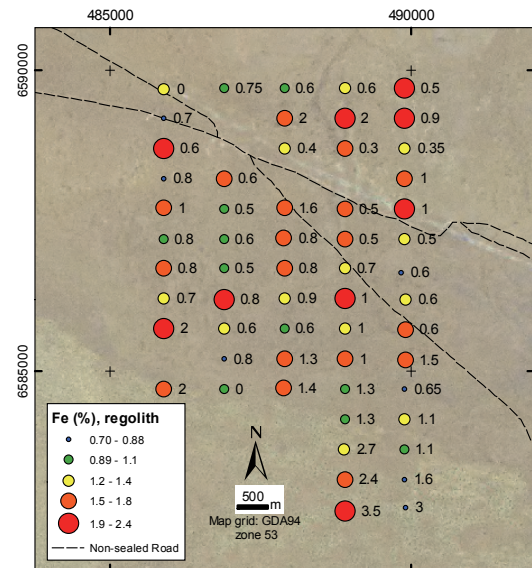 485000 490000
6590000
6585000
0 0.75 0.6 0.6 0.5
0.7 2 2 0.9
0.6 0.4 0.3 0.35
0.8 0.6 1
1 0.5 1.6 0.5 1
0.8 0.6 0.8 0.5 0.5
0.8 0.5 0.8 0.7 0.6
0.7 0.8 0.9 1 0.6
2 0.6 0.6 1 0.6
0.8 1.3 1 1.5
2 0 1.4 1.3 0.65
1.3 1.1
2.7 1.1
2.4 1.6
3.5 3
Fe (%), regolith
0.70 - 0.88
0.89 - 1.1
1.2 - 1.4
1.5 - 1.8
1.9 - 2.4
Non-sealed Road
N
500 m
Map grid: GDA94
zone 53